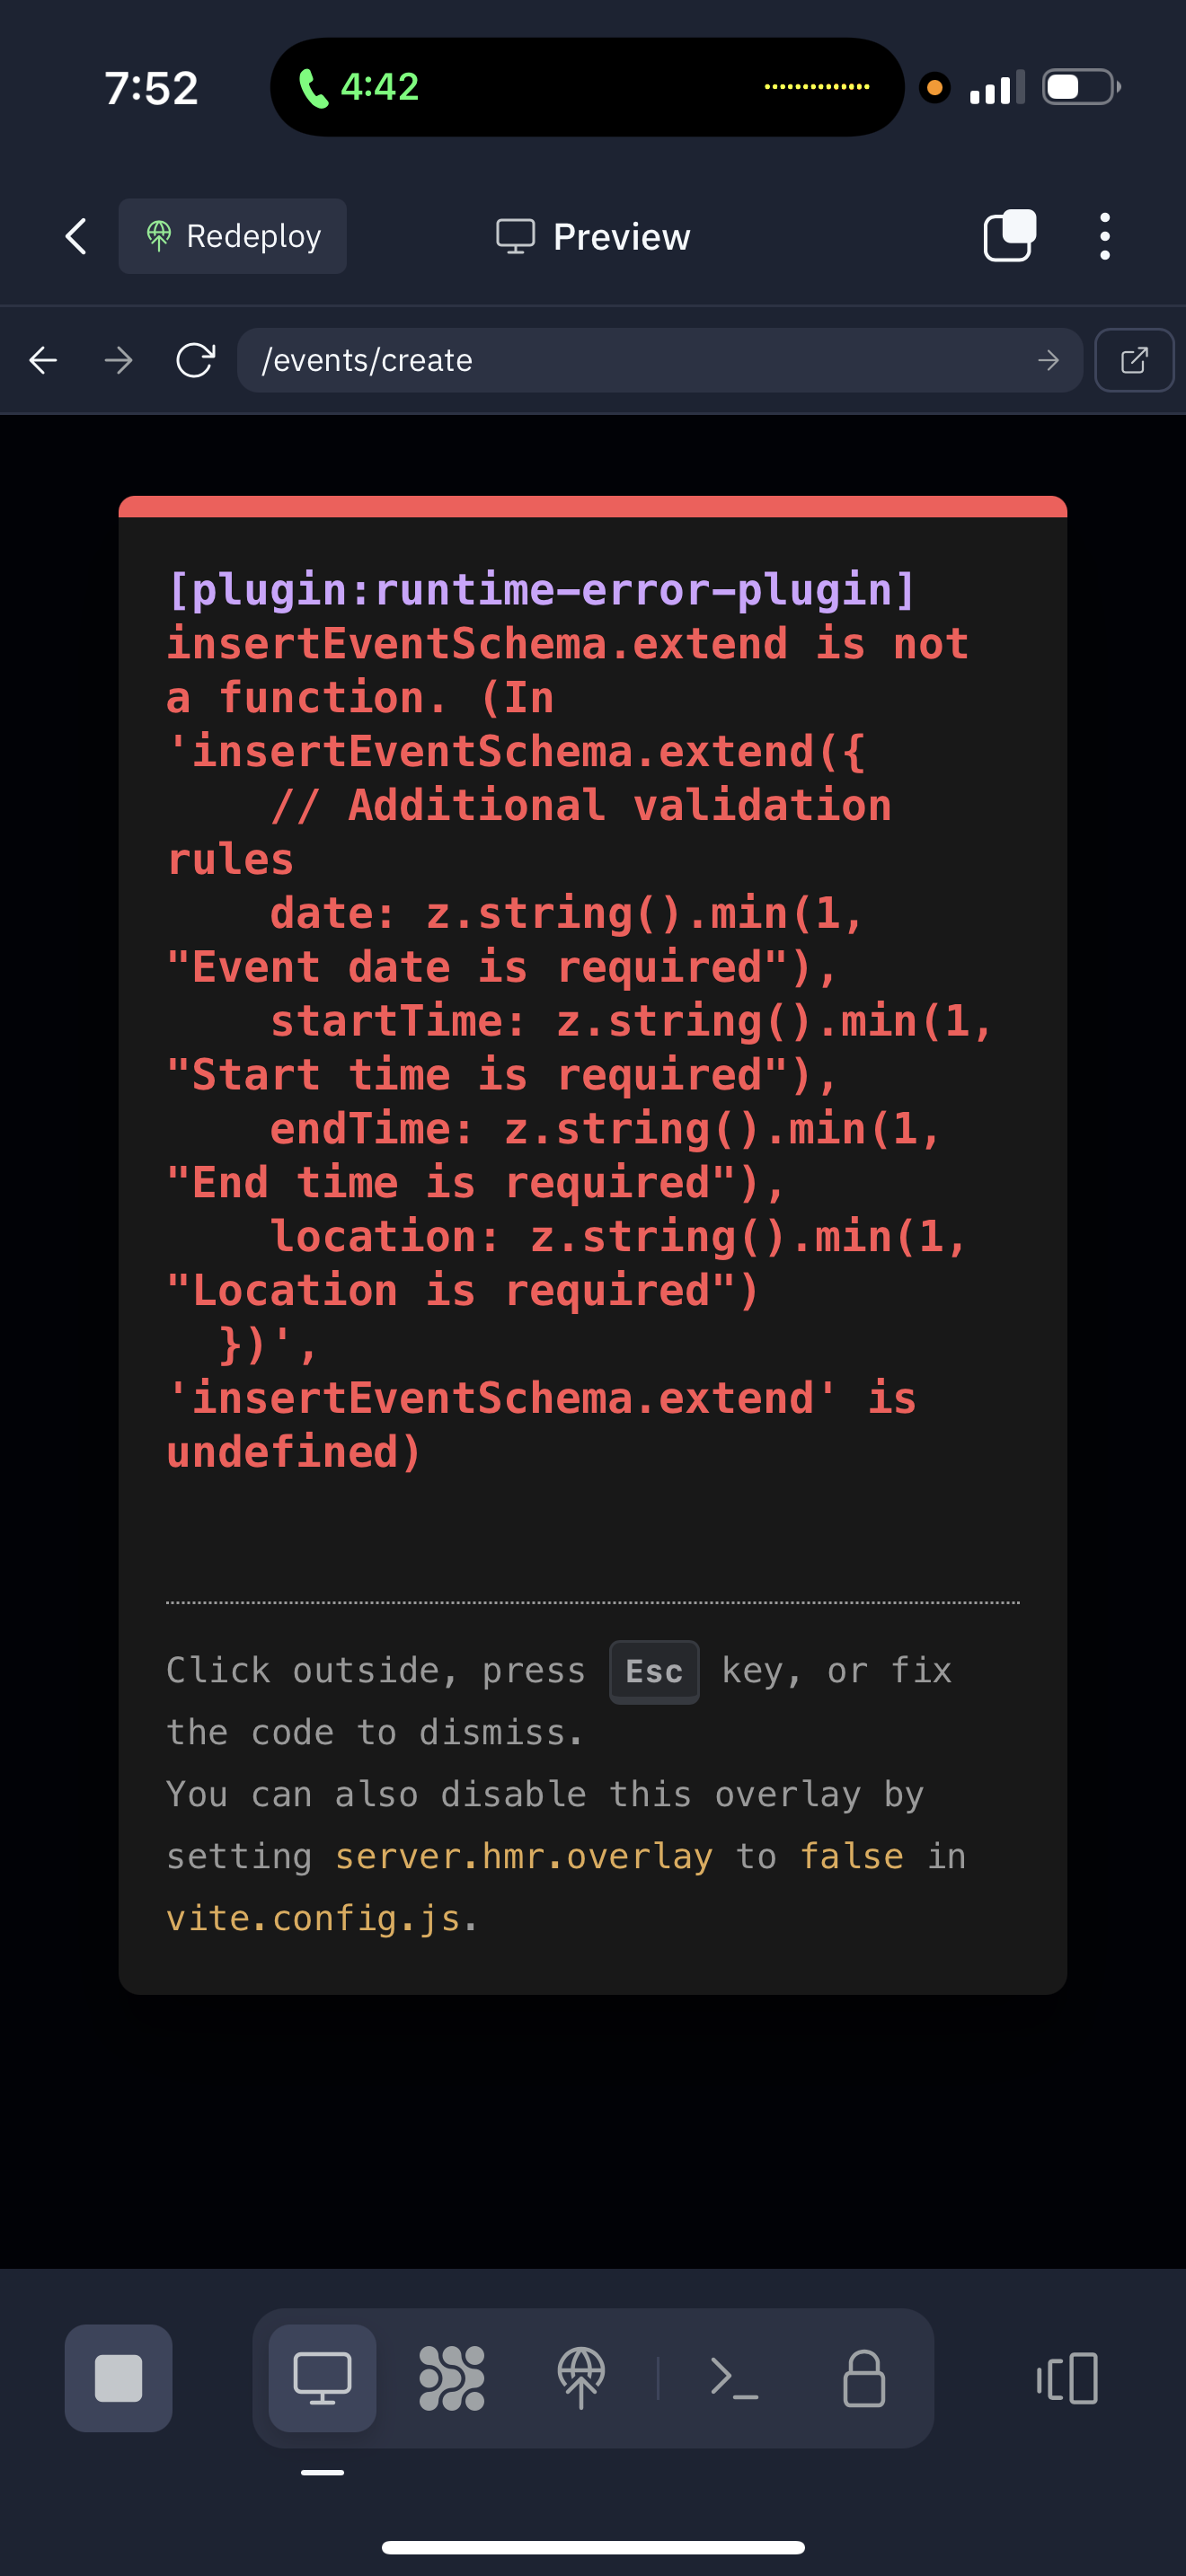 7:52
4:42
Redeploy
Preview
/events/create
[plugin:runtime-error-plugin]
insertEventSchema.extend is not
a function. (In
'insertEventSchema.extend({
// Additional validation
rules
date: z.string().min(1,
"Event date is required"),
startTime: z.string().min(1,
"Start time is required"),
endTime: z.string().min(1,
"End time is required"),
location: z.string().min(1,
"Location is required")
})',
'insertEventSchema.extend' is
undefined)
Click outside, press Esc key, or fix
the code to dismiss.
You can also disable this overlay by
setting server.hmr.overlay to false in
vite.config.js.